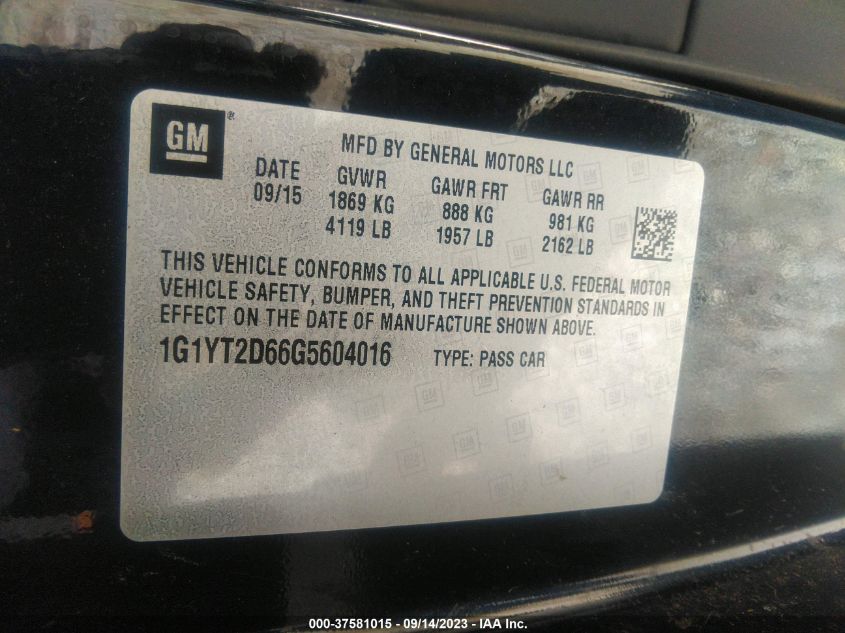 GM ®
MFD BY GENERAL MOTORS LLC
DATE GVWR GAWR FRT GAWR RR
09/15 1869 KG 888 KG 981 KG
4119 LB 1957 LB 2162 LB
THIS VEHICLE CONFORMS TO ALL APPLICABLE U.S. FEDERAL MOTOR
VEHICLE SAFETY, BUMPER, AND THEFT PREVENTION STANDARDS IN
EFFECT ON THE DATE OF MANUFACTURE SHOWN ABOVE.
1G1YT2D66G5604016 TYPE: PASS CAR
000-37581015 - 09/14/2023 - IAA Inc.